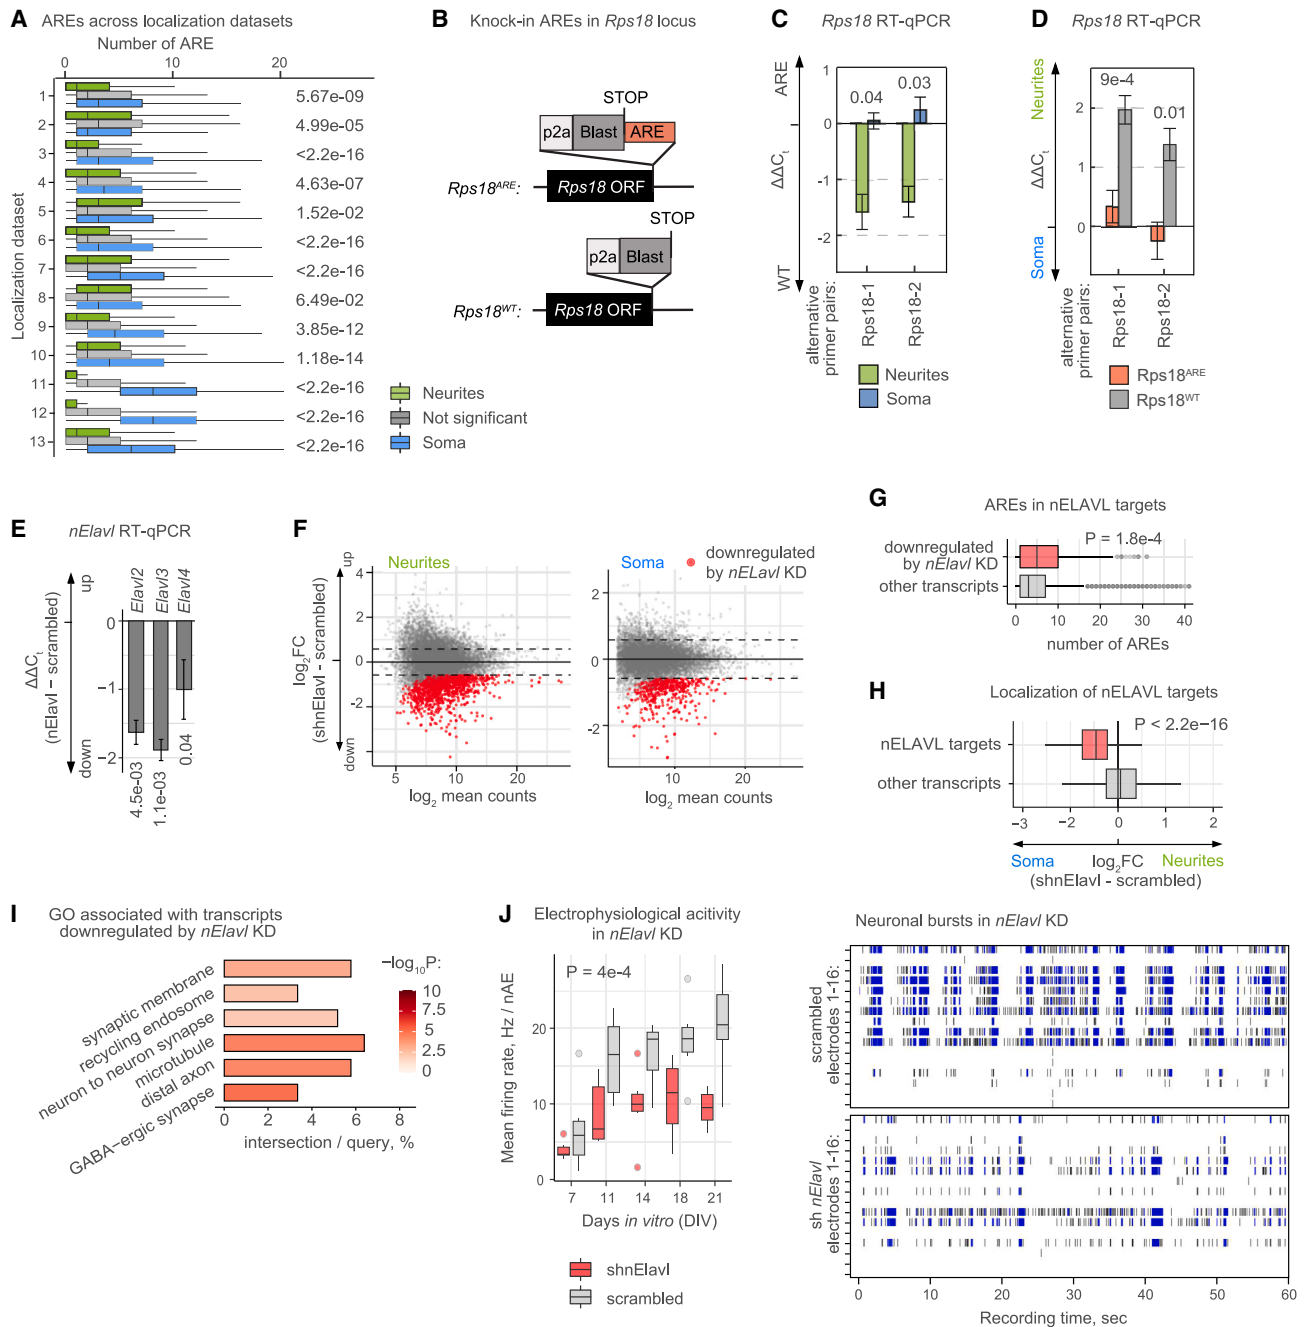 A AREs across localization datasets
Number of ARE
0 10 20
Localization dataset
1 5.67e-09
2 4.99e-05
3 <2.2e-16
4 4.63e-07
5 1.52e-02
6 <2.2e-16
7 <2.2e-16
8 6.49e-02
9 3.85e-12
10 1.18e-14
11 <2.2e-16
12 <2.2e-16
13 <2.2e-16
Neurites
Not significant
Soma
B Knock-in AREs in Rps18 locus
STOP
p2a Blast ARE
Rps18ARE: Rps18 ORF
STOP
p2a Blast
Rps18WT: Rps18 ORF
C Rps18 RT-qPCR
ARE
ΔΔCt
WT
1
0
-1
-2
0.04
0.03
alternative primer pairs:
Rps18-1
Rps18-2
Neurites
Soma
D Rps18 RT-qPCR
Neurites
ΔΔCt
Soma
2
1
0
9e-4
0.01
alternative primer pairs:
Rps18-1
Rps18-2
Rps18ARE
Rps18WT
E nElavl RT-qPCR
up
ΔΔCt
(nElavl – scrambled)
down
0
−1
−2
Elavl2
Elavl3
Elavl4
4.5e-03
1.1e-03
0.04
F
Neurites
up
log2FC
(shnElavl - scrambled)
down
4
2
0
-2
5 10 20
log2 mean counts
Soma
downregulated
by nELavl KD
2
0
-2
10 20
log2 mean counts
G AREs in nELAVL targets
P = 1.8e-4
downregulated
by nElavl KD
other transcripts
0 10 20 30 40
number of AREs
H Localization of nELAVL targets
P < 2.2e−16
nELAVL targets
other transcripts
−3 −2 0 1 2
Soma log2FC Neurites
(shnElavl - scrambled)
I GO associated with transcripts
downregulated by nElavl KD
synaptic membrane
recycling endosome
neuron to neuron synapse
microtubule
distal axon
GABA−ergic synapse
0 2 4 6 8
intersection / query, %
−log10P:
10
7.5
5
2.5
0
J Electrophysiological acitivity
in nElavl KD
P = 4e-4
Mean firing rate, Hz / nAE
20
10
0
7 11 14 18 21
Days in vitro (DIV)
shnElavl
scrambled
Neuronal bursts in nElavl KD
scrambled
electrodes 1-16:
sh nElavl
electrodes 1-16:
0 10 20 30 40 50 60
Recording time, sec